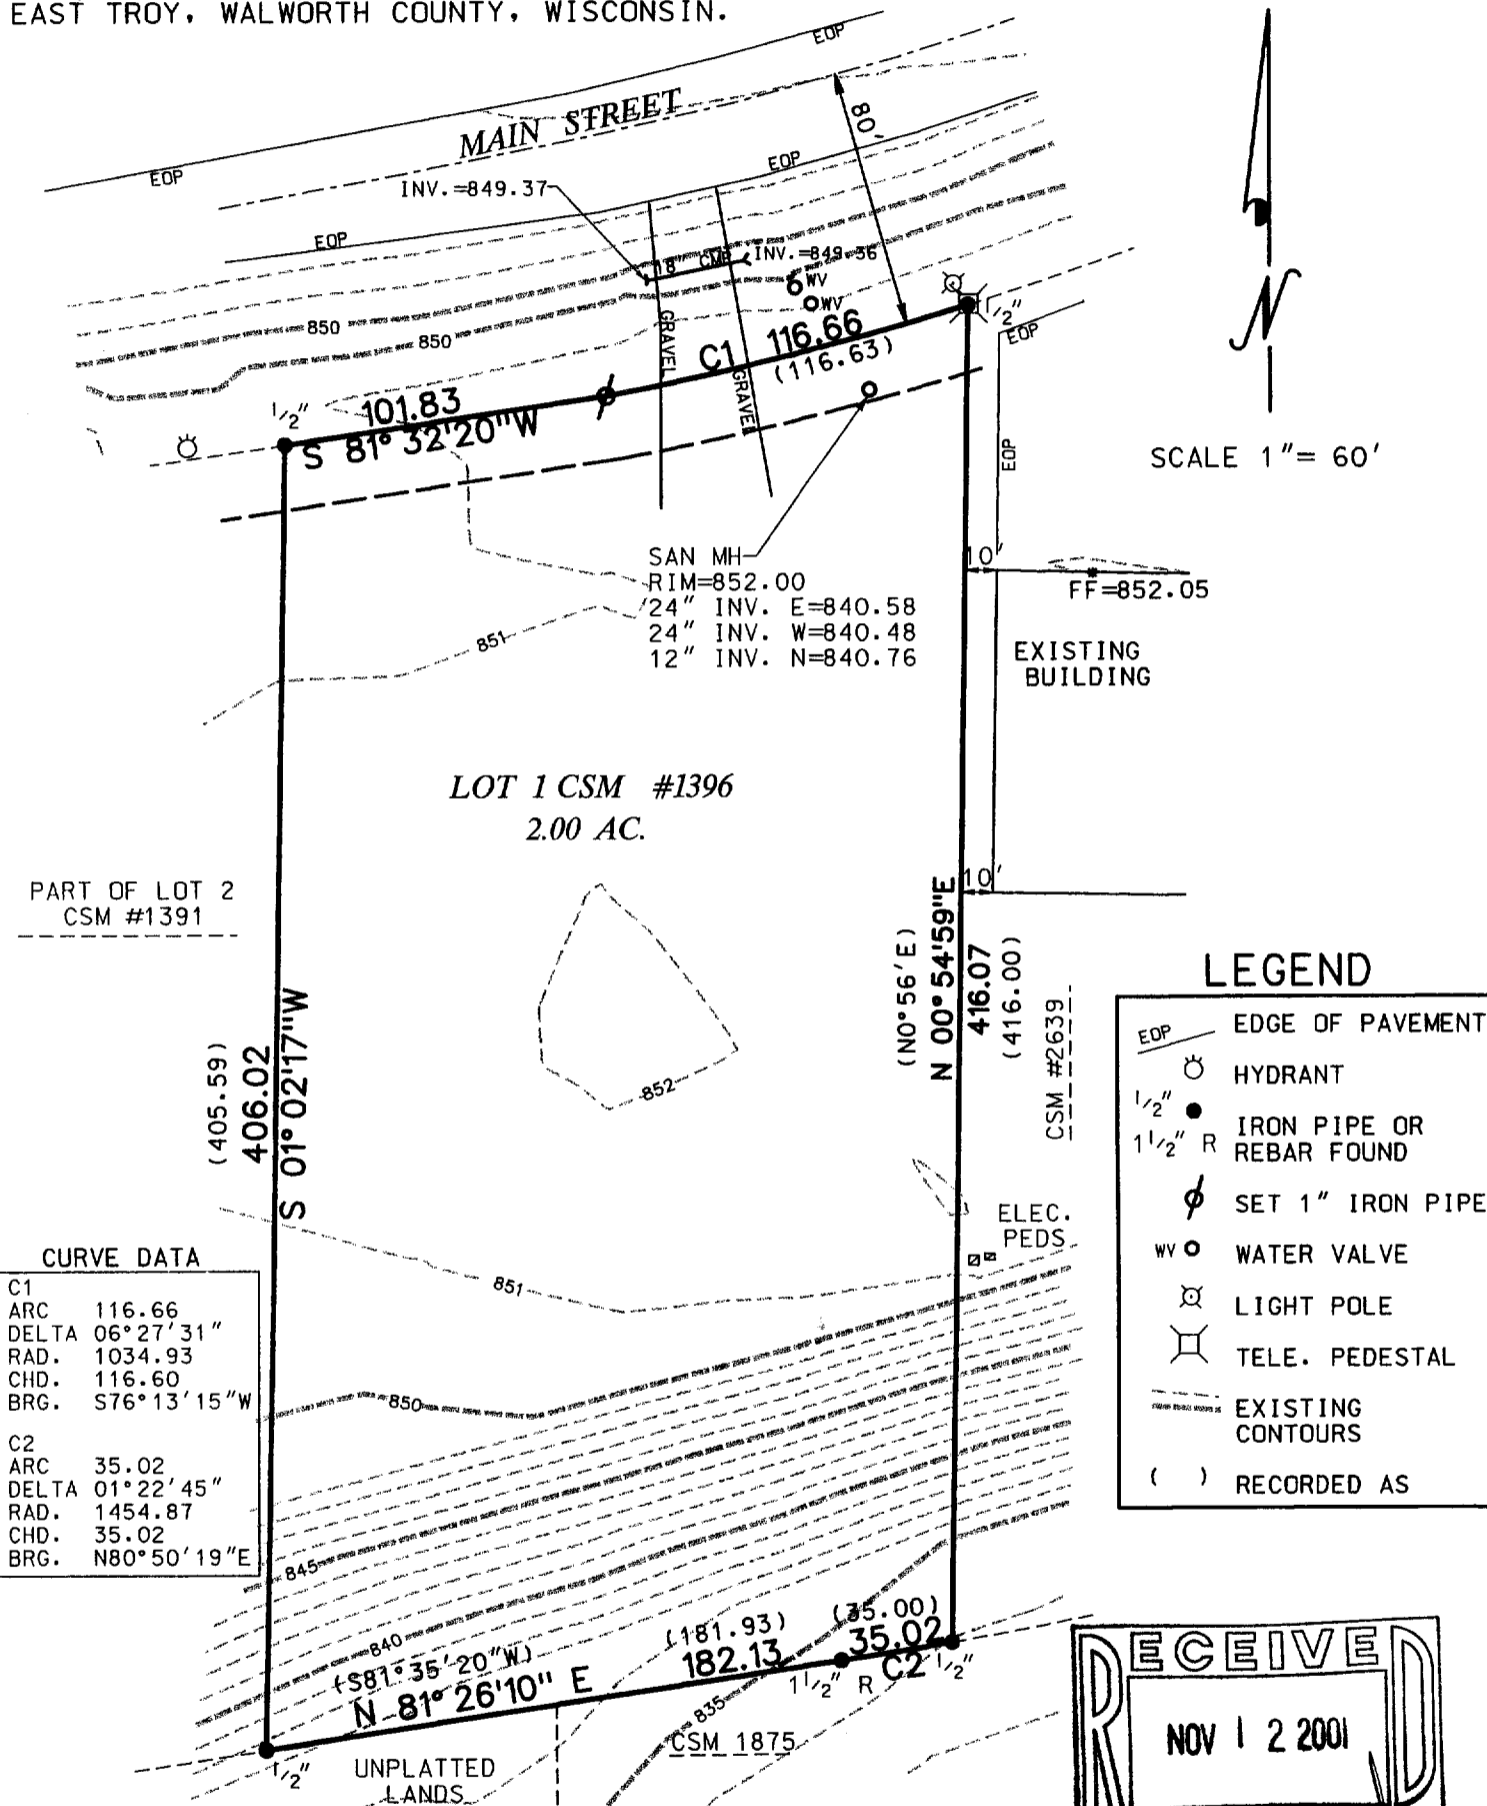 EAST TROY, WALWORTH COUNTY, WISCONSIN.
EOP
MAIN STREET
80'
EOP
EOP
INV.=849.37
EOP
18 CMP
INV.=849.36
WV
WV
1/2"
EOP
850
850
GRAVEL
GRAVEL
C1
116.66
(116.63)
1/2"
101.83
S 81°32'20"W
EOP
N
SCALE 1"= 60'
SAN MH
RIM=852.00
24" INV. E=840.58
24" INV. W=840.48
12" INV. N=840.76
10'
FF=852.05
851
EXISTING
BUILDING
LOT 1 CSM #1396
2.00 AC.
PART OF LOT 2
CSM #1391
10'
(N0°56'E)
N 00°54'59"E
416.07
(416.00)
CSM #2639
(405.59)
406.02
S 01°02'17"W
852
LEGEND
EOP
EDGE OF PAVEMENT
HYDRANT
1/2"
1 1/2" R
IRON PIPE OR
REBAR FOUND
SET 1" IRON PIPE
WV
WATER VALVE
LIGHT POLE
TELE. PEDESTAL
EXISTING
CONTOURS
( )
RECORDED AS
ELEC.
PEDS
851
CURVE DATA
C1
ARC 116.66
DELTA 06°27'31"
RAD. 1034.93
CHD. 116.60
BRG. S76°13'15"W
C2
ARC 35.02
DELTA 01°22'45"
RAD. 1454.87
CHD. 35.02
BRG. N80°50'19"E
850
845
840
(S81°35'20"W)
N 81°26'10" E
(181.93)
182.13
(35.00)
35.02
1 1/2" R
C2
1/2"
835
CSM 1875
1/2"
UNPLATTED
LANDS
RECEIVED
NOV 12 2001